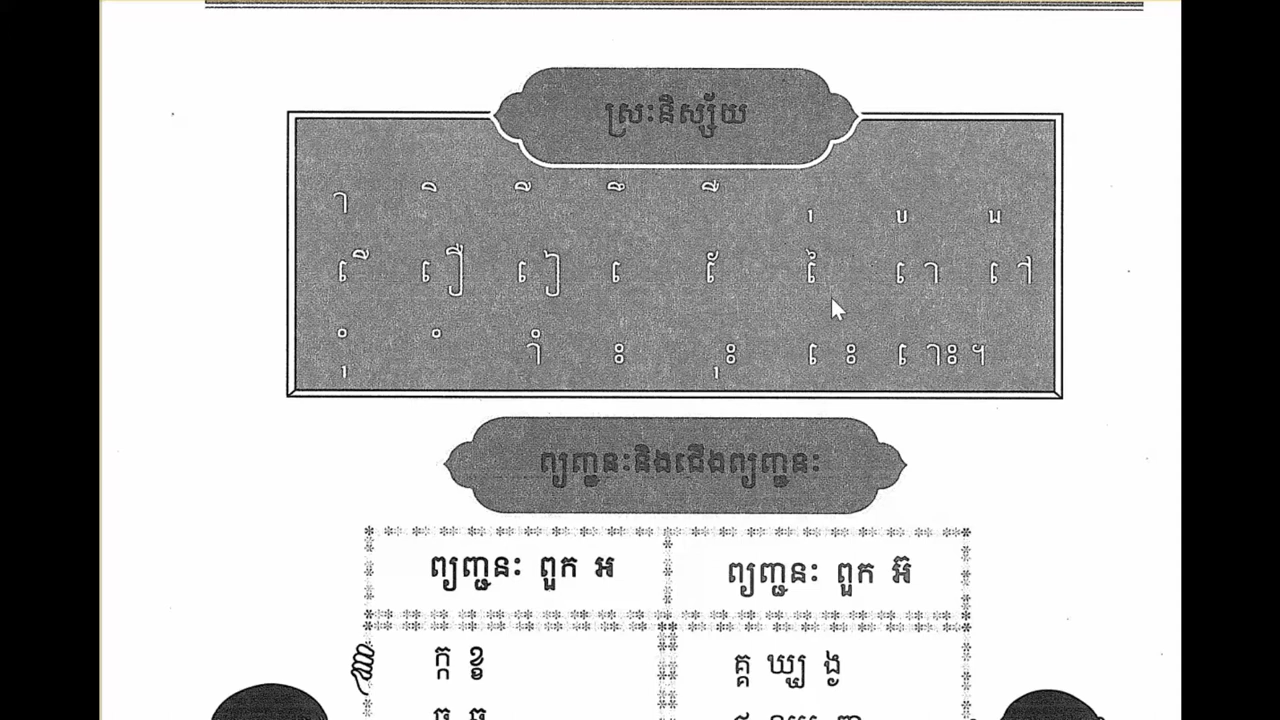 ស្រៈនិស្ស័យ
ា ិ ី ឹ ឺ ុ ូ ួ
ើ ឿ ៀ េ ែ ៃ ោ ៅ
ុំ ំ ាំ ះ ុះ េះ ោះ។
ព្យញ្ជនៈនិងជើងព្យញ្ជនៈ
ព្យញ្ជនៈ ពួក អ
ព្យញ្ជនៈ ពួក អ៊
ក្ក ខ្ខ
គ្គ ឃ្ឃ ង្ង